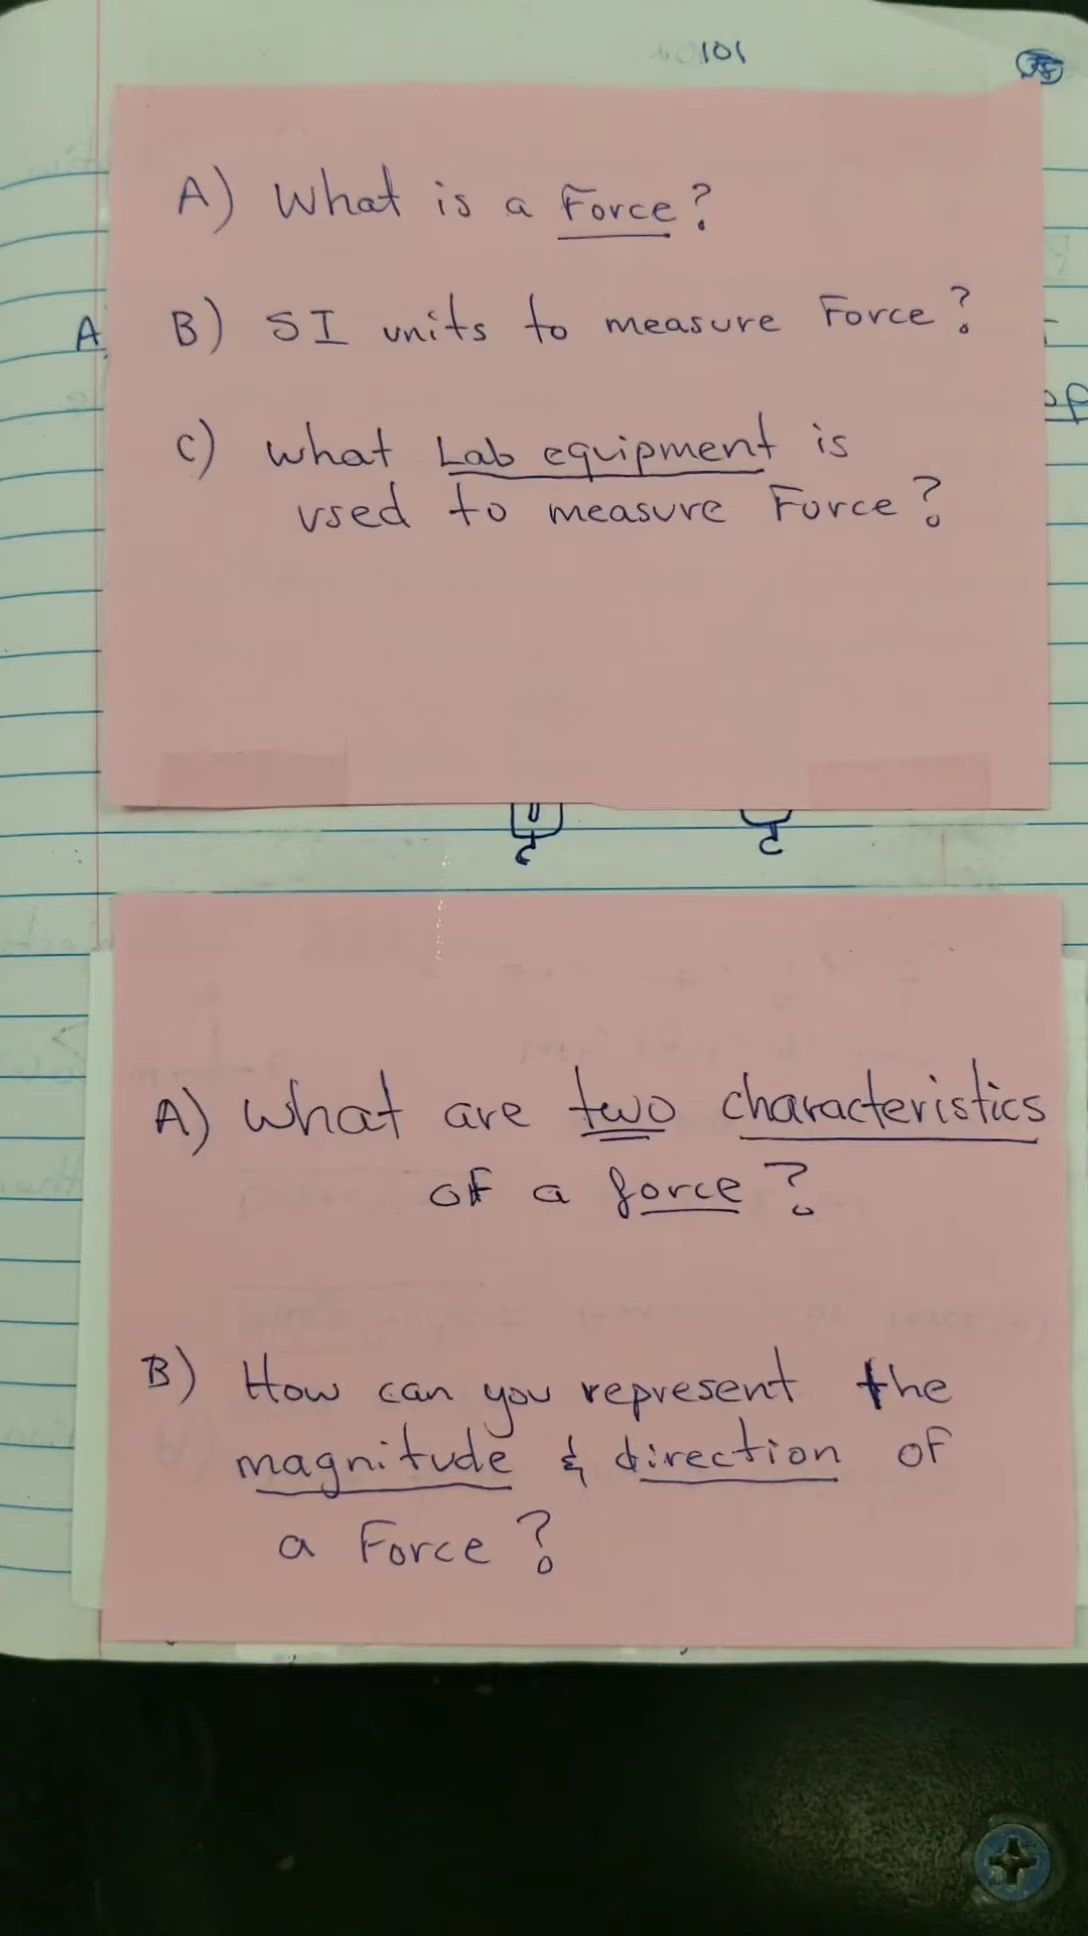 101
A) What is a Force?
A
B) SI units to measure Force?
C) What Lab equipment is
used to measure Force?
A) What are two characteristics
of a force?
B) How can you represent the
magnitude & direction of
a Force?